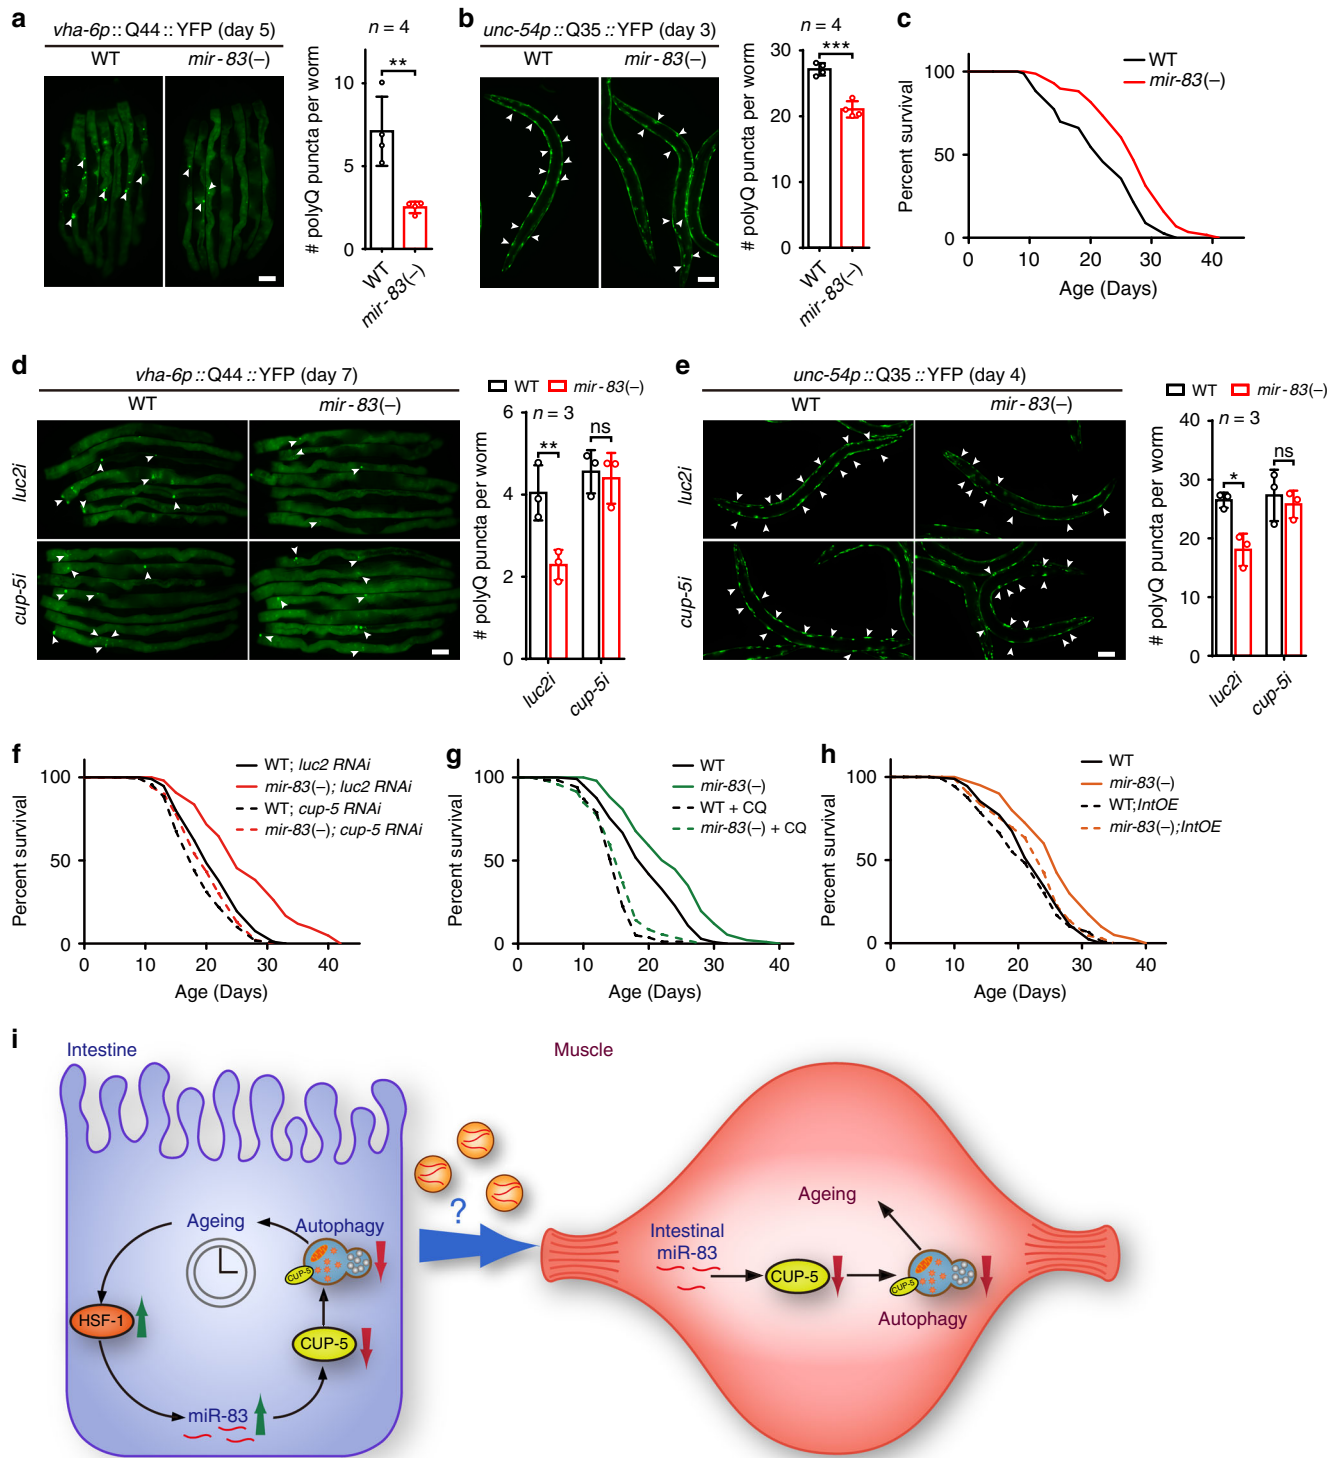 a
vha-6p::Q44::YFP (day 5)
WT
mir-83(–)
n = 4
# polyQ puncta per worm
10
5
0
**
WT
mir-83(–)
b
unc-54p::Q35::YFP (day 3)
WT
mir-83(–)
n = 4
# polyQ puncta per worm
30
20
10
0
***
WT
mir-83(–)
c
Percent survival
100
50
0
WT
mir-83(–)
0 10 20 30 40
Age (Days)
d
vha-6p::Q44::YFP (day 7)
WT
mir-83(–)
luc2i
cup-5i
WT mir-83(–)
n = 3
# polyQ puncta per worm
6
4
2
0
**
ns
luc2i
cup-5i
e
unc-54p::Q35::YFP (day 4)
WT
mir-83(–)
luc2i
cup-5i
WT mir-83(–)
n = 3
# polyQ puncta per worm
40
30
20
10
0
*
ns
luc2i
cup-5i
f
Percent survival
100
50
0
WT; luc2 RNAi
mir-83(–); luc2 RNAi
WT; cup-5 RNAi
mir-83(–); cup-5 RNAi
0 10 20 30 40
Age (Days)
g
Percent survival
100
50
0
WT
mir-83(–)
WT + CQ
mir-83(–) + CQ
0 10 20 30 40
Age (Days)
h
Percent survival
100
50
0
WT
mir-83(–)
WT;IntOE
mir-83(–);IntOE
0 10 20 30 40
Age (Days)
i
Intestine
Ageing
Autophagy
CUP-5
HSF-1
CUP-5
miR-83
?
Muscle
Ageing
Intestinal
miR-83
CUP-5
CUP-5
Autophagy